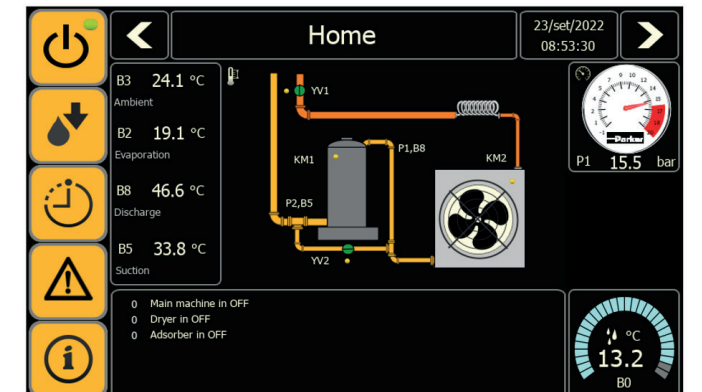 Home
23/set/2022
08:53:30
B3 24.1 °C
Ambient
B2 19.1 °C
Evaporation
B8 46.6 °C
Discharge
B5 33.8 °C
Suction
YV1
KM1
P1,B8
KM2
P2,B5
YV2
Parker
P1 15.5 bar
0 Main machine in OFF
0 Dryer in OFF
0 Adsorber in OFF
i
°C
13.2
B0